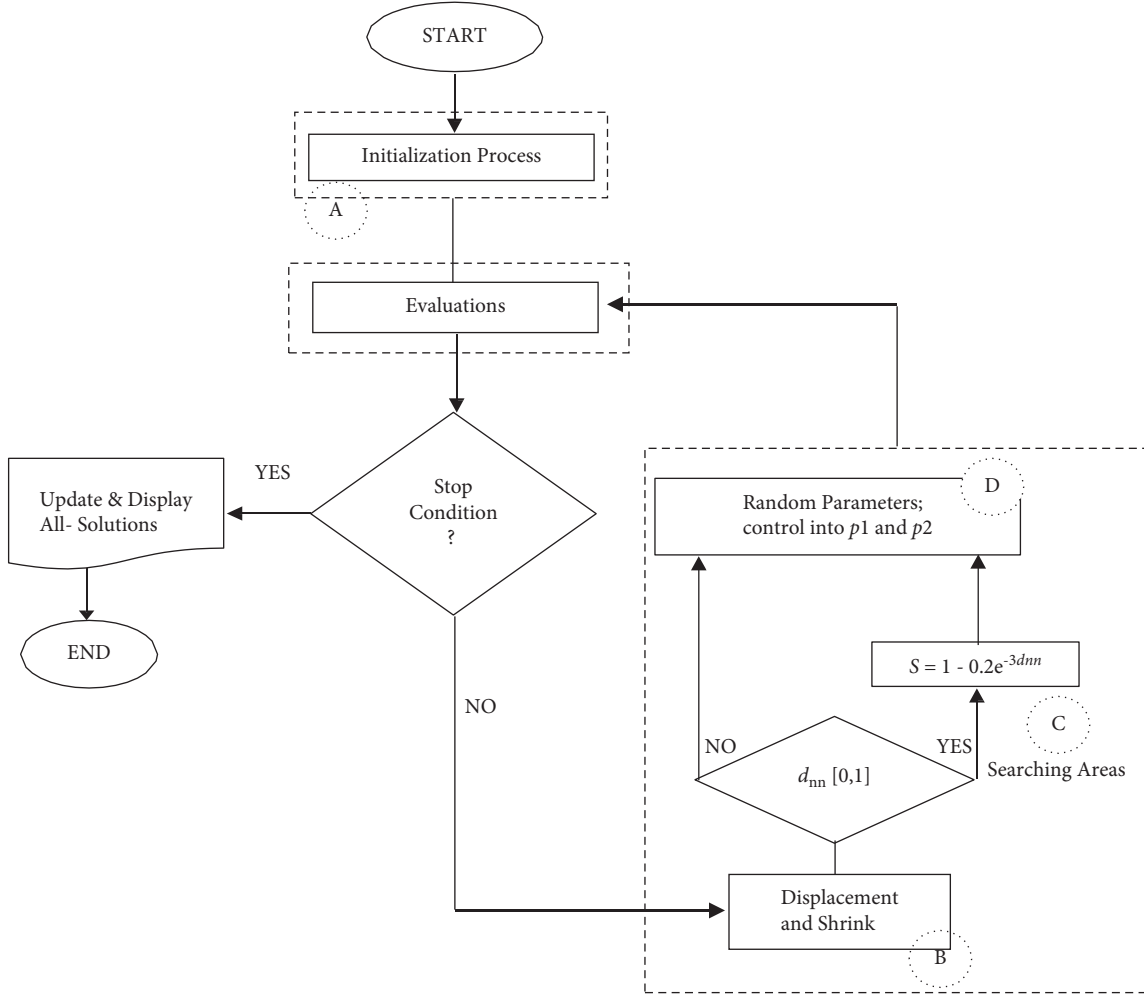 START
Initialization Process
A
Evaluations
Stop
Condition
?
YES
Update & Display
All- Solutions
END
NO
D
Random Parameters;
control into p1 and p2
S = 1 - 0.2e^-3dnn
C
Searching Areas
NO
YES
dnn [0,1]
Displacement
and Shrink
B